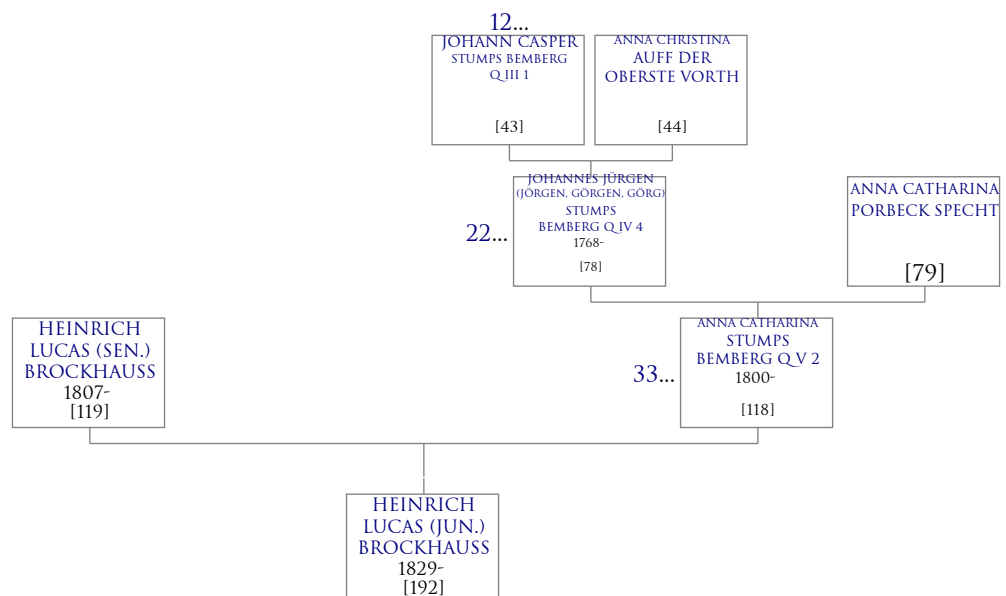 12...
JOHANN CASPER
STUMPS BEMBERG
Q III 1
[43]
ANNA CHRISTINA
AUFF DER
OBERSTE VORTH
[44]
22...
JOHANNES JÜRGEN
(JÖRGEN, GÖRGEN, GÖRG)
STUMPS
BEMBERG Q IV 4
1768-
[78]
ANNA CATHARINA
PORBECK SPECHT
[79]
HEINRICH
LUCAS (SEN.)
BROCKHAUSS
1807-
[119]
33...
ANNA CATHARINA
STUMPS
BEMBERG Q V 2
1800-
[118]
HEINRICH
LUCAS (JUN.)
BROCKHAUSS
1829-
[192]